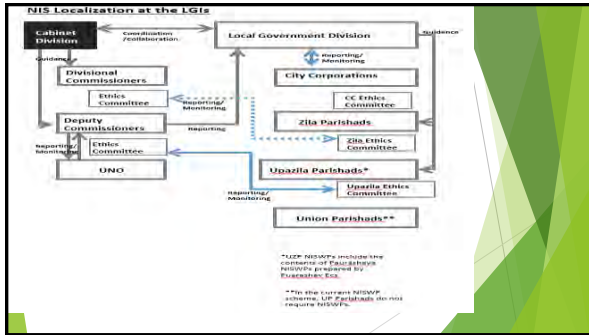 NIS Localization at the LGIs
Cabinet
Division
Coordination
/Collaboration.
Local Government Division
Guidance
Guidance
Reporting/
Monitoring
Divisional
Commissioners
City Corporations
Ethics
Committee
Reporting/
Monitoring
CC Ethics
Committee
Deputy
Commissioners
Reporting
Zila Parishads
Ethics
Committee
Zila Ethics
Committee
Reporting/
Monitoring
UNO
Upazila Parishads*
Reporting/
Monitoring
Upazila Ethics
Committee
Union Parishads**
*UZP NISWPs include the
contents of
NISWPs prepared by
**In the current NISWP
scheme, UP Parishads do not
require NISWPs.